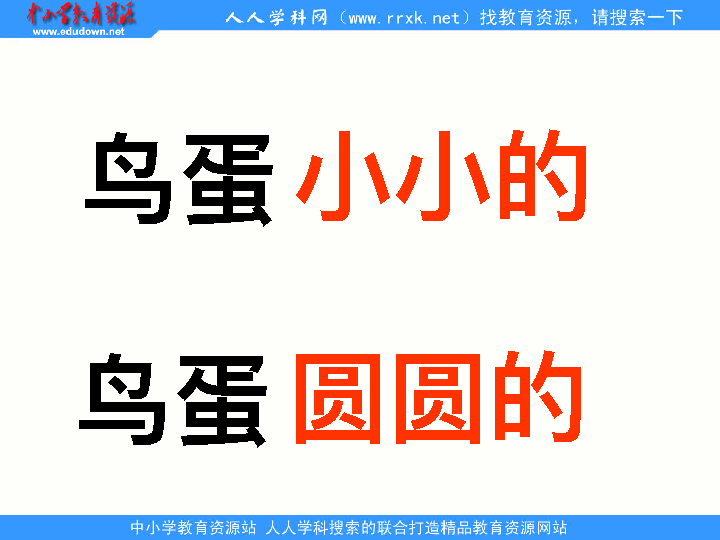 中小学教育资源
www.edudown.net
人人学科网（www.rrxk.net）找教育资源，请搜索一下
鸟蛋小小的
鸟蛋圆圆的
中小学教育资源站 人人学科搜索的联合打造精品教育资源网站